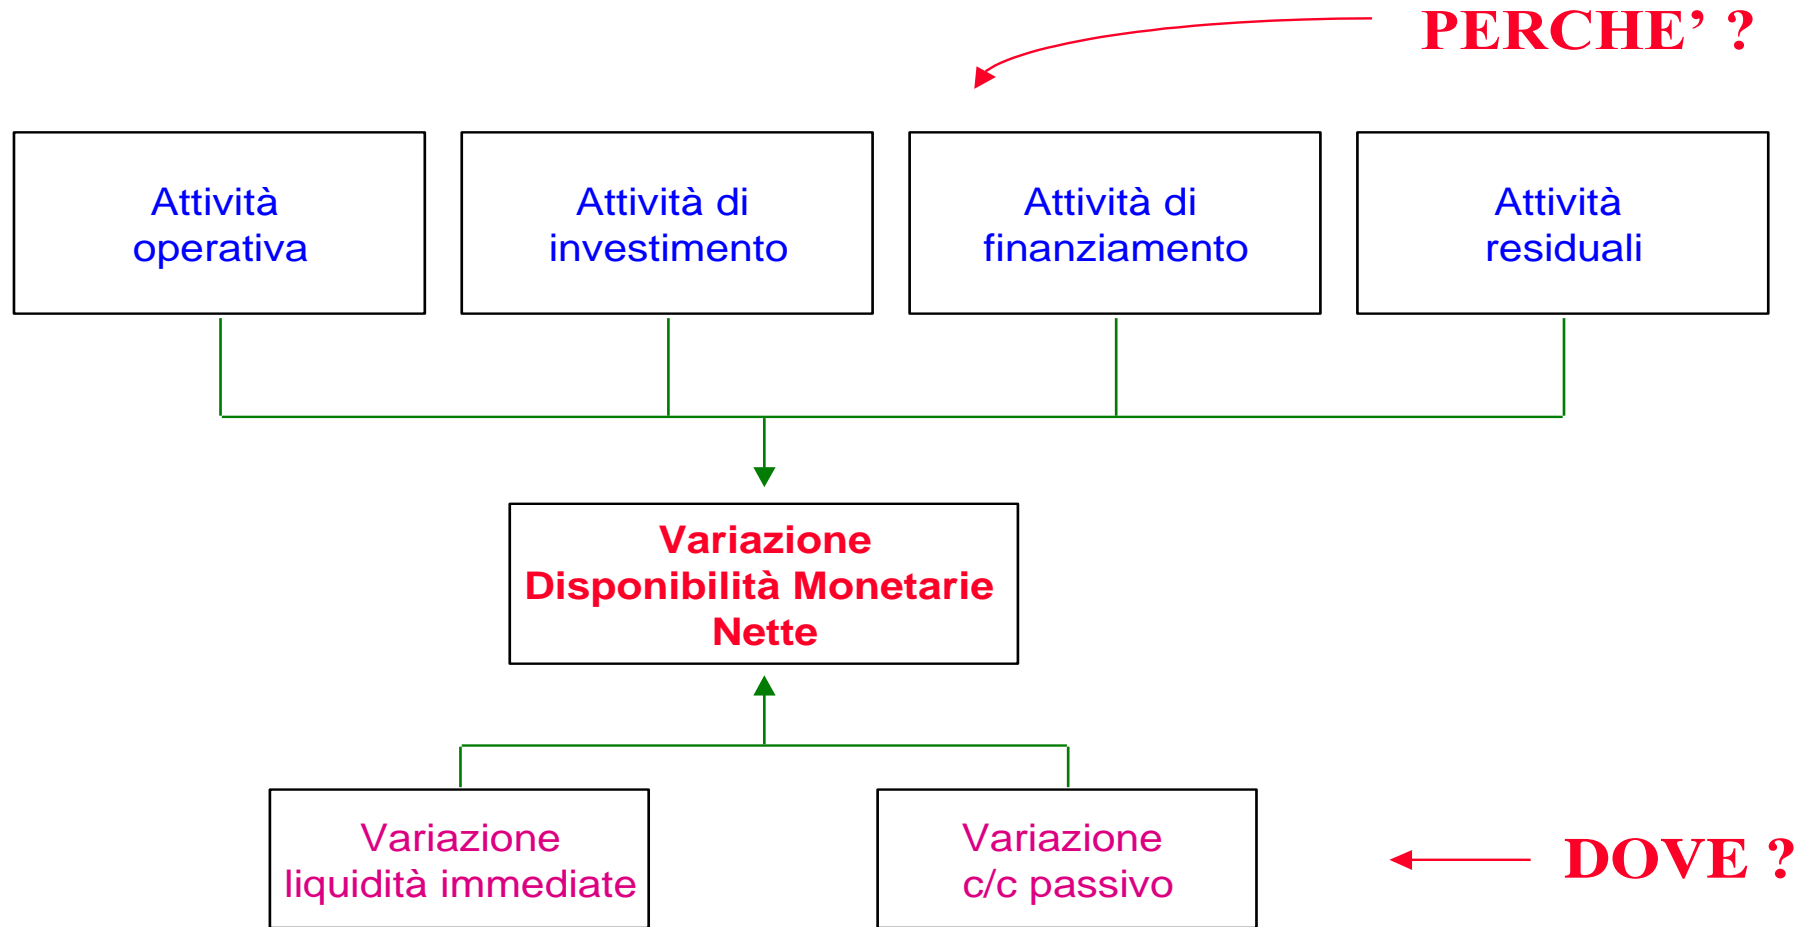 PERCHE’ ?
Attività
operativa
Attività di
investimento
Attività di
finanziamento
Attività
residuali
Variazione
Disponibilità Monetarie
Nette
Variazione
liquidità immediate
Variazione
c/c passivo
DOVE ?